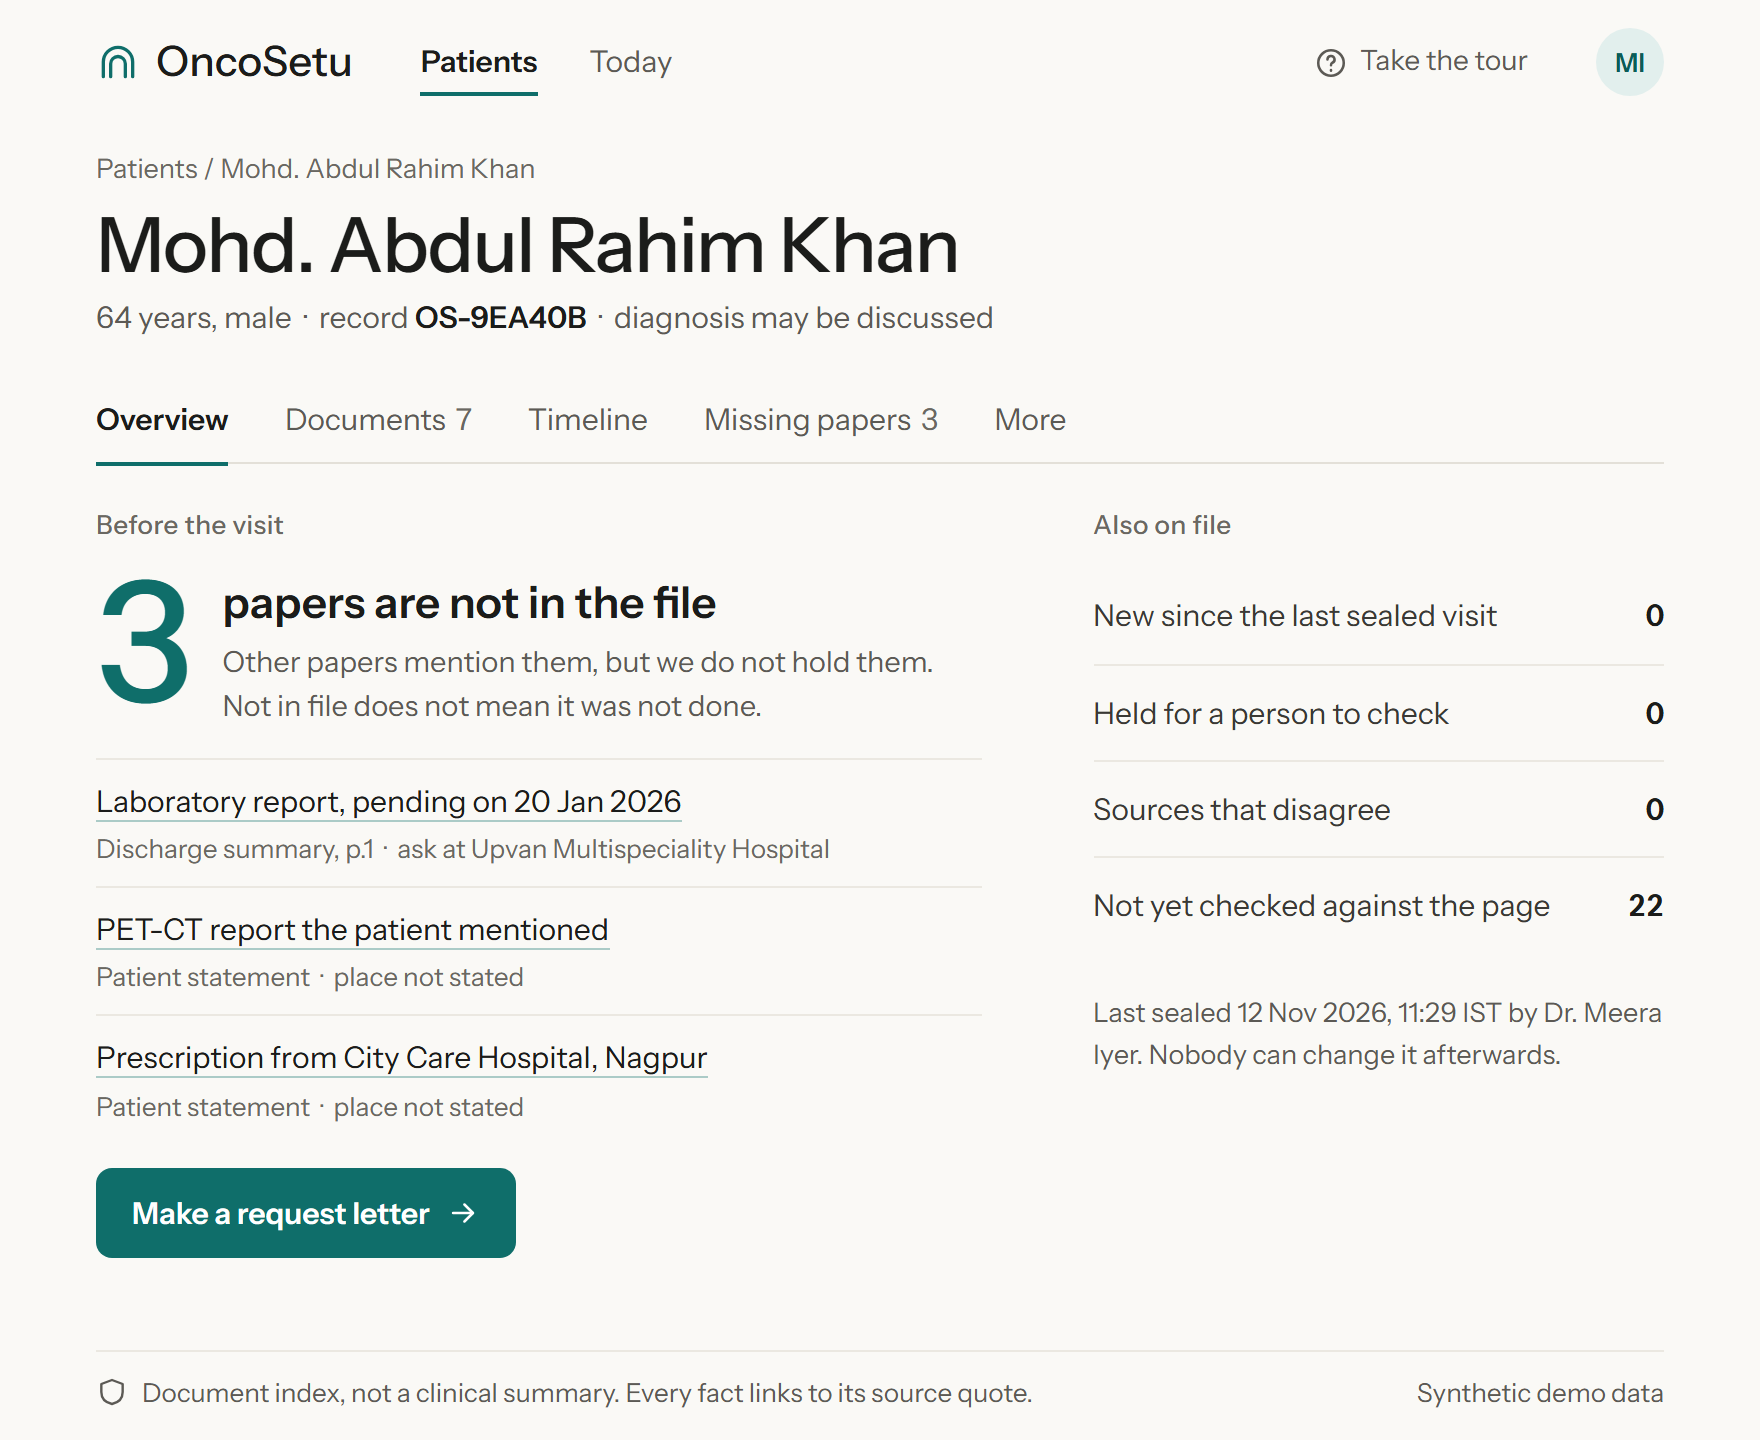 OncoSetu
Patients
Today
Take the tour
MI
Patients / Mohd. Abdul Rahim Khan
Mohd. Abdul Rahim Khan
64 years, male · record OS-9EA40B · diagnosis may be discussed
Overview
Documents 7
Timeline
Missing papers 3
More
Before the visit
3
papers are not in the file
Other papers mention them, but we do not hold them.
Not in file does not mean it was not done.
Laboratory report, pending on 20 Jan 2026
Discharge summary, p.1 · ask at Upvan Multispeciality Hospital
PET-CT report the patient mentioned
Patient statement · place not stated
Prescription from City Care Hospital, Nagpur
Patient statement · place not stated
Make a request letter →
Also on file
New since the last sealed visit 0
Held for a person to check 0
Sources that disagree 0
Not yet checked against the page 22
Last sealed 12 Nov 2026, 11:29 IST by Dr. Meera
Iyer. Nobody can change it afterwards.
Document index, not a clinical summary. Every fact links to its source quote.
Synthetic demo data